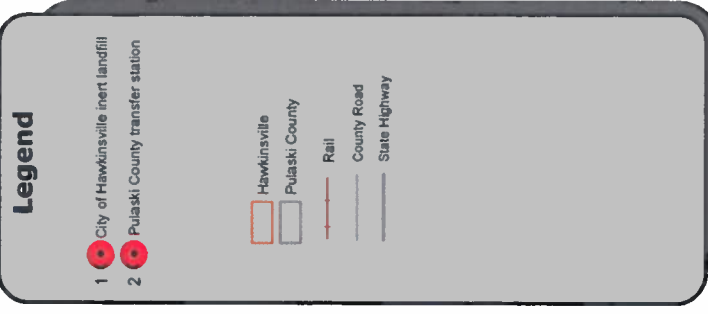 Legend
1 City of Hawkinsville inert landfill
2 Pulaski County transfer station
Hawkinsville
Pulaski County
Rail
County Road
State Highway